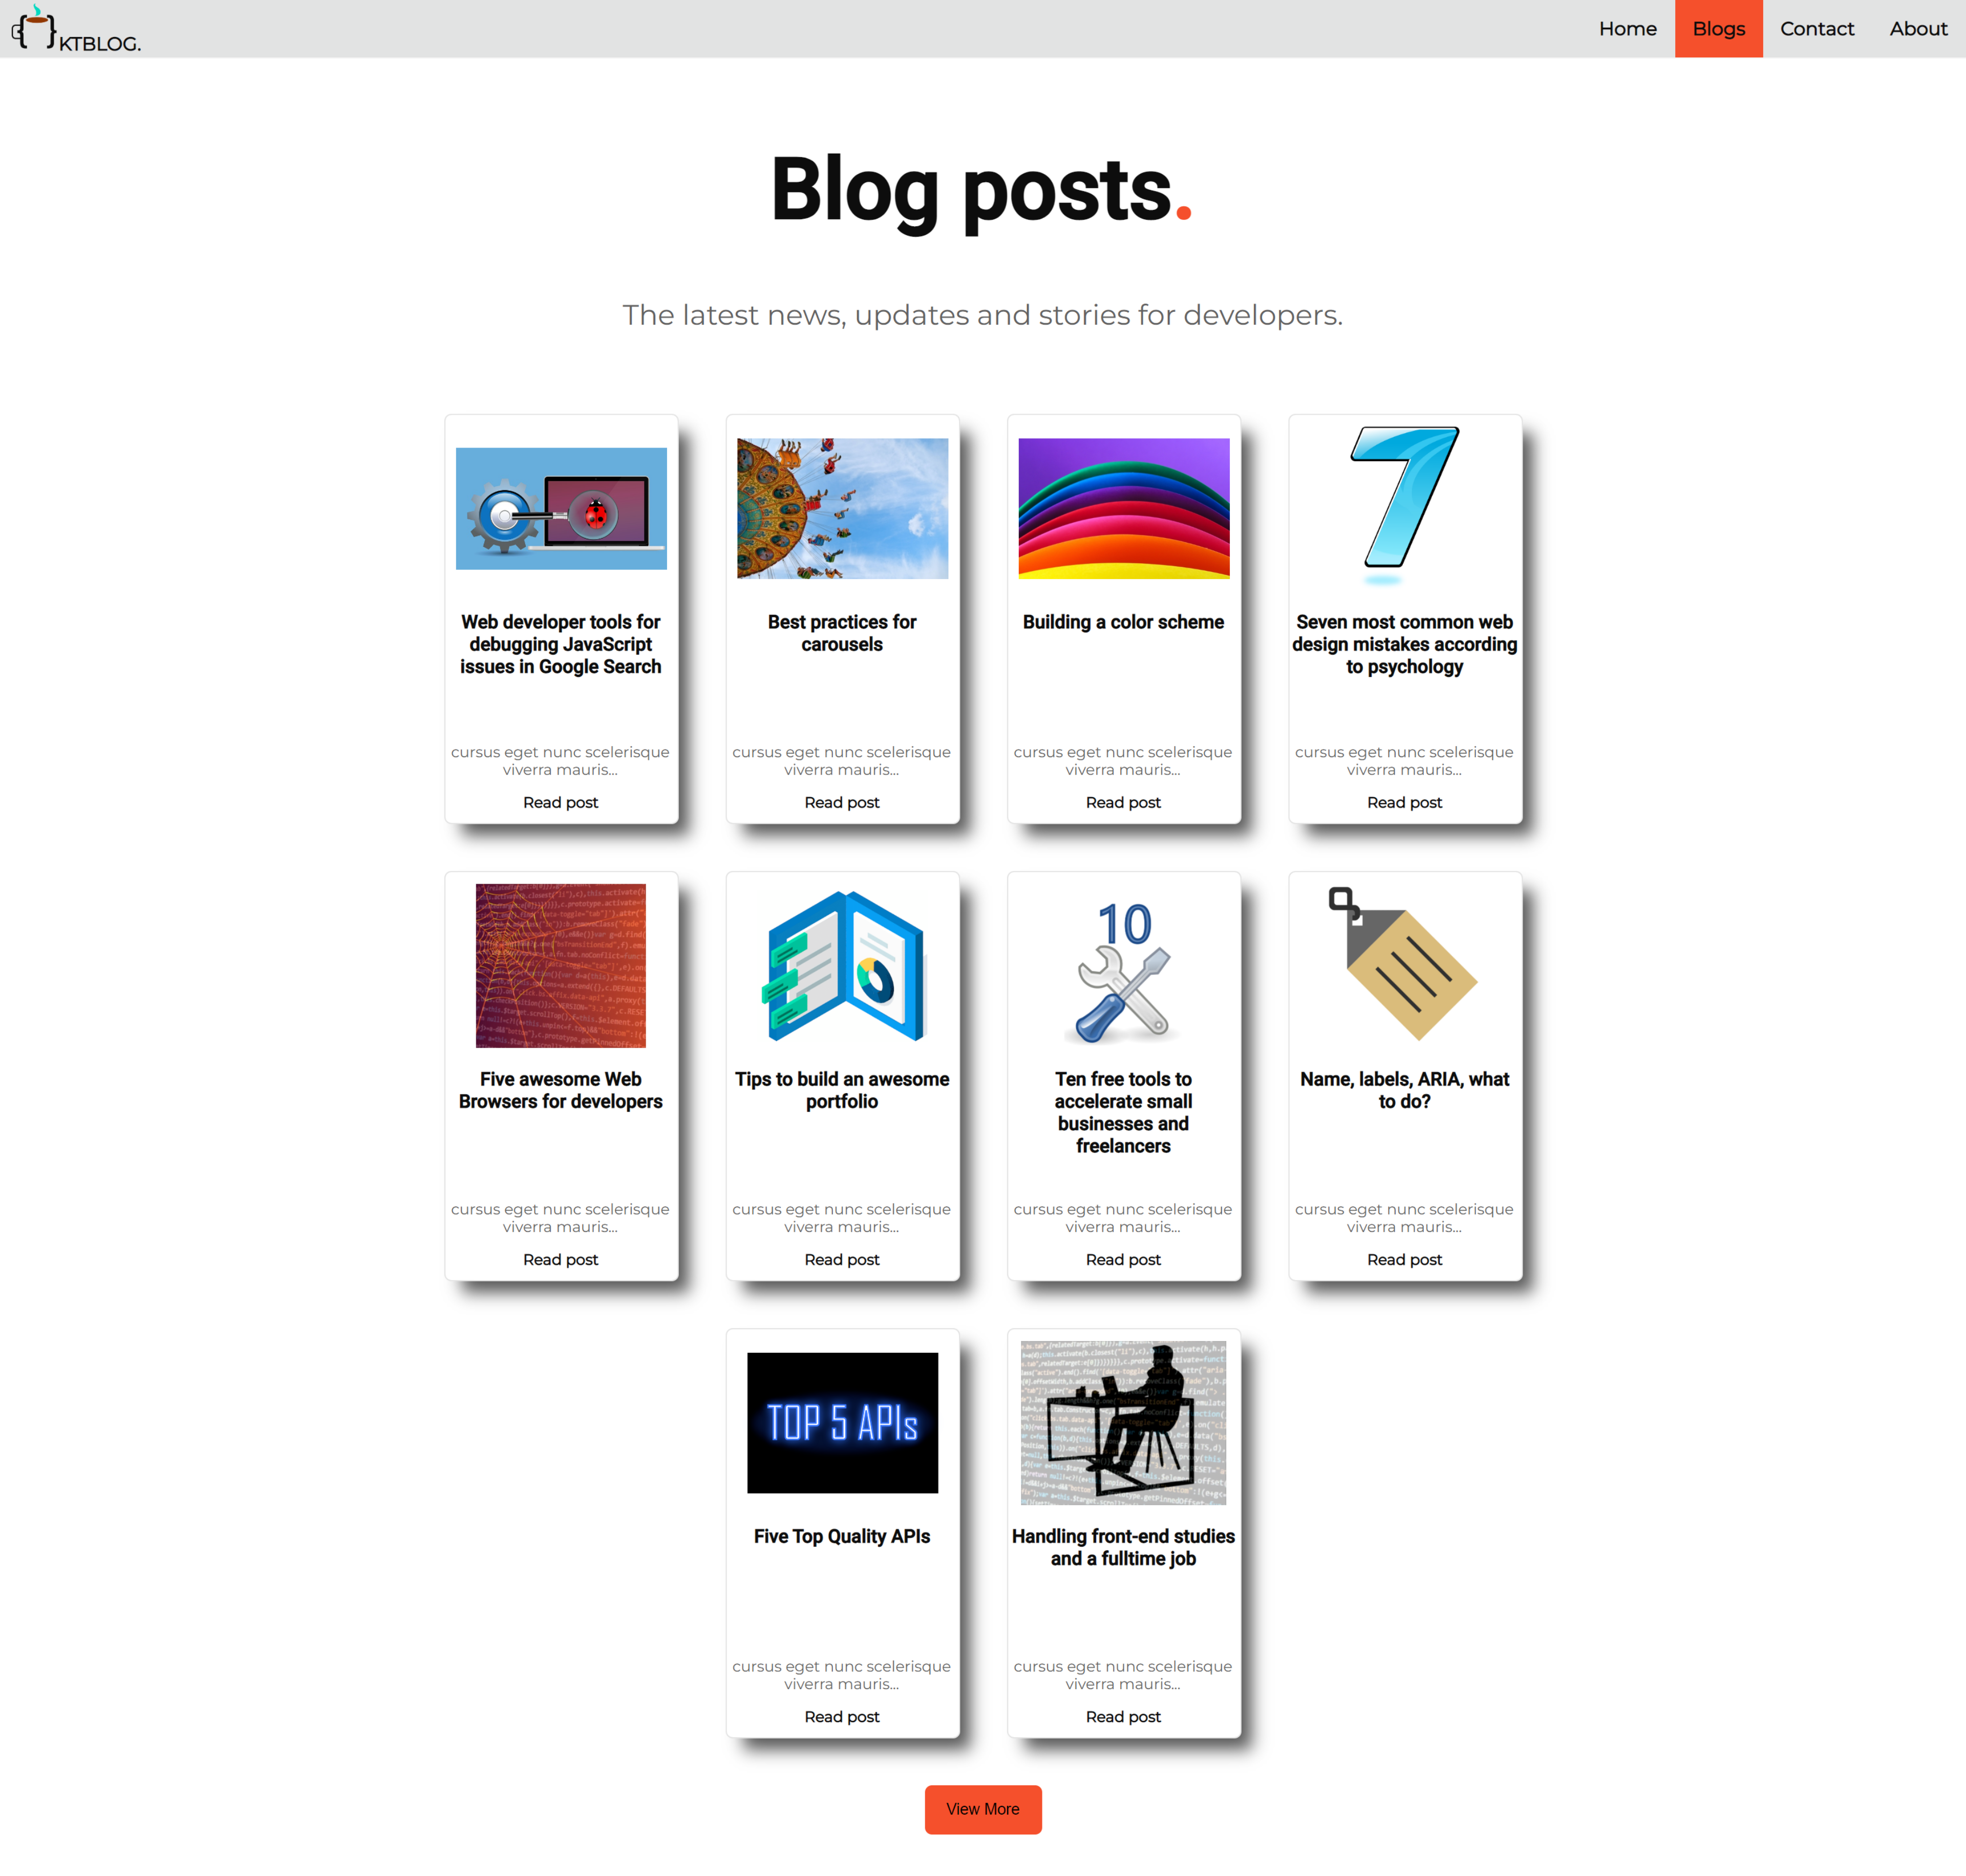 KTBLOG.
Home
Blogs
Contact
About
Blog posts.
The latest news, updates and stories for developers.
7
Web developer tools for
debugging JavaScript
issues in Google Search
cursus eget nunc scelerisque
viverra mauris...
Read post
Best practices for
carousels
cursus eget nunc scelerisque
viverra mauris...
Read post
Building a color scheme
cursus eget nunc scelerisque
viverra mauris...
Read post
Seven most common web
design mistakes according
to psychology
cursus eget nunc scelerisque
viverra mauris...
Read post
Five awesome Web
Browsers for developers
cursus eget nunc scelerisque
viverra mauris...
Read post
Tips to build an awesome
portfolio
cursus eget nunc scelerisque
viverra mauris...
Read post
10
Ten free tools to
accelerate small
businesses and
freelancers
cursus eget nunc scelerisque
viverra mauris...
Read post
Name, labels, ARIA, what
to do?
cursus eget nunc scelerisque
viverra mauris...
Read post
TOP 5 APIs
Five Top Quality APIs
cursus eget nunc scelerisque
viverra mauris...
Read post
Handling front-end studies
and a fulltime job
cursus eget nunc scelerisque
viverra mauris...
Read post
View More